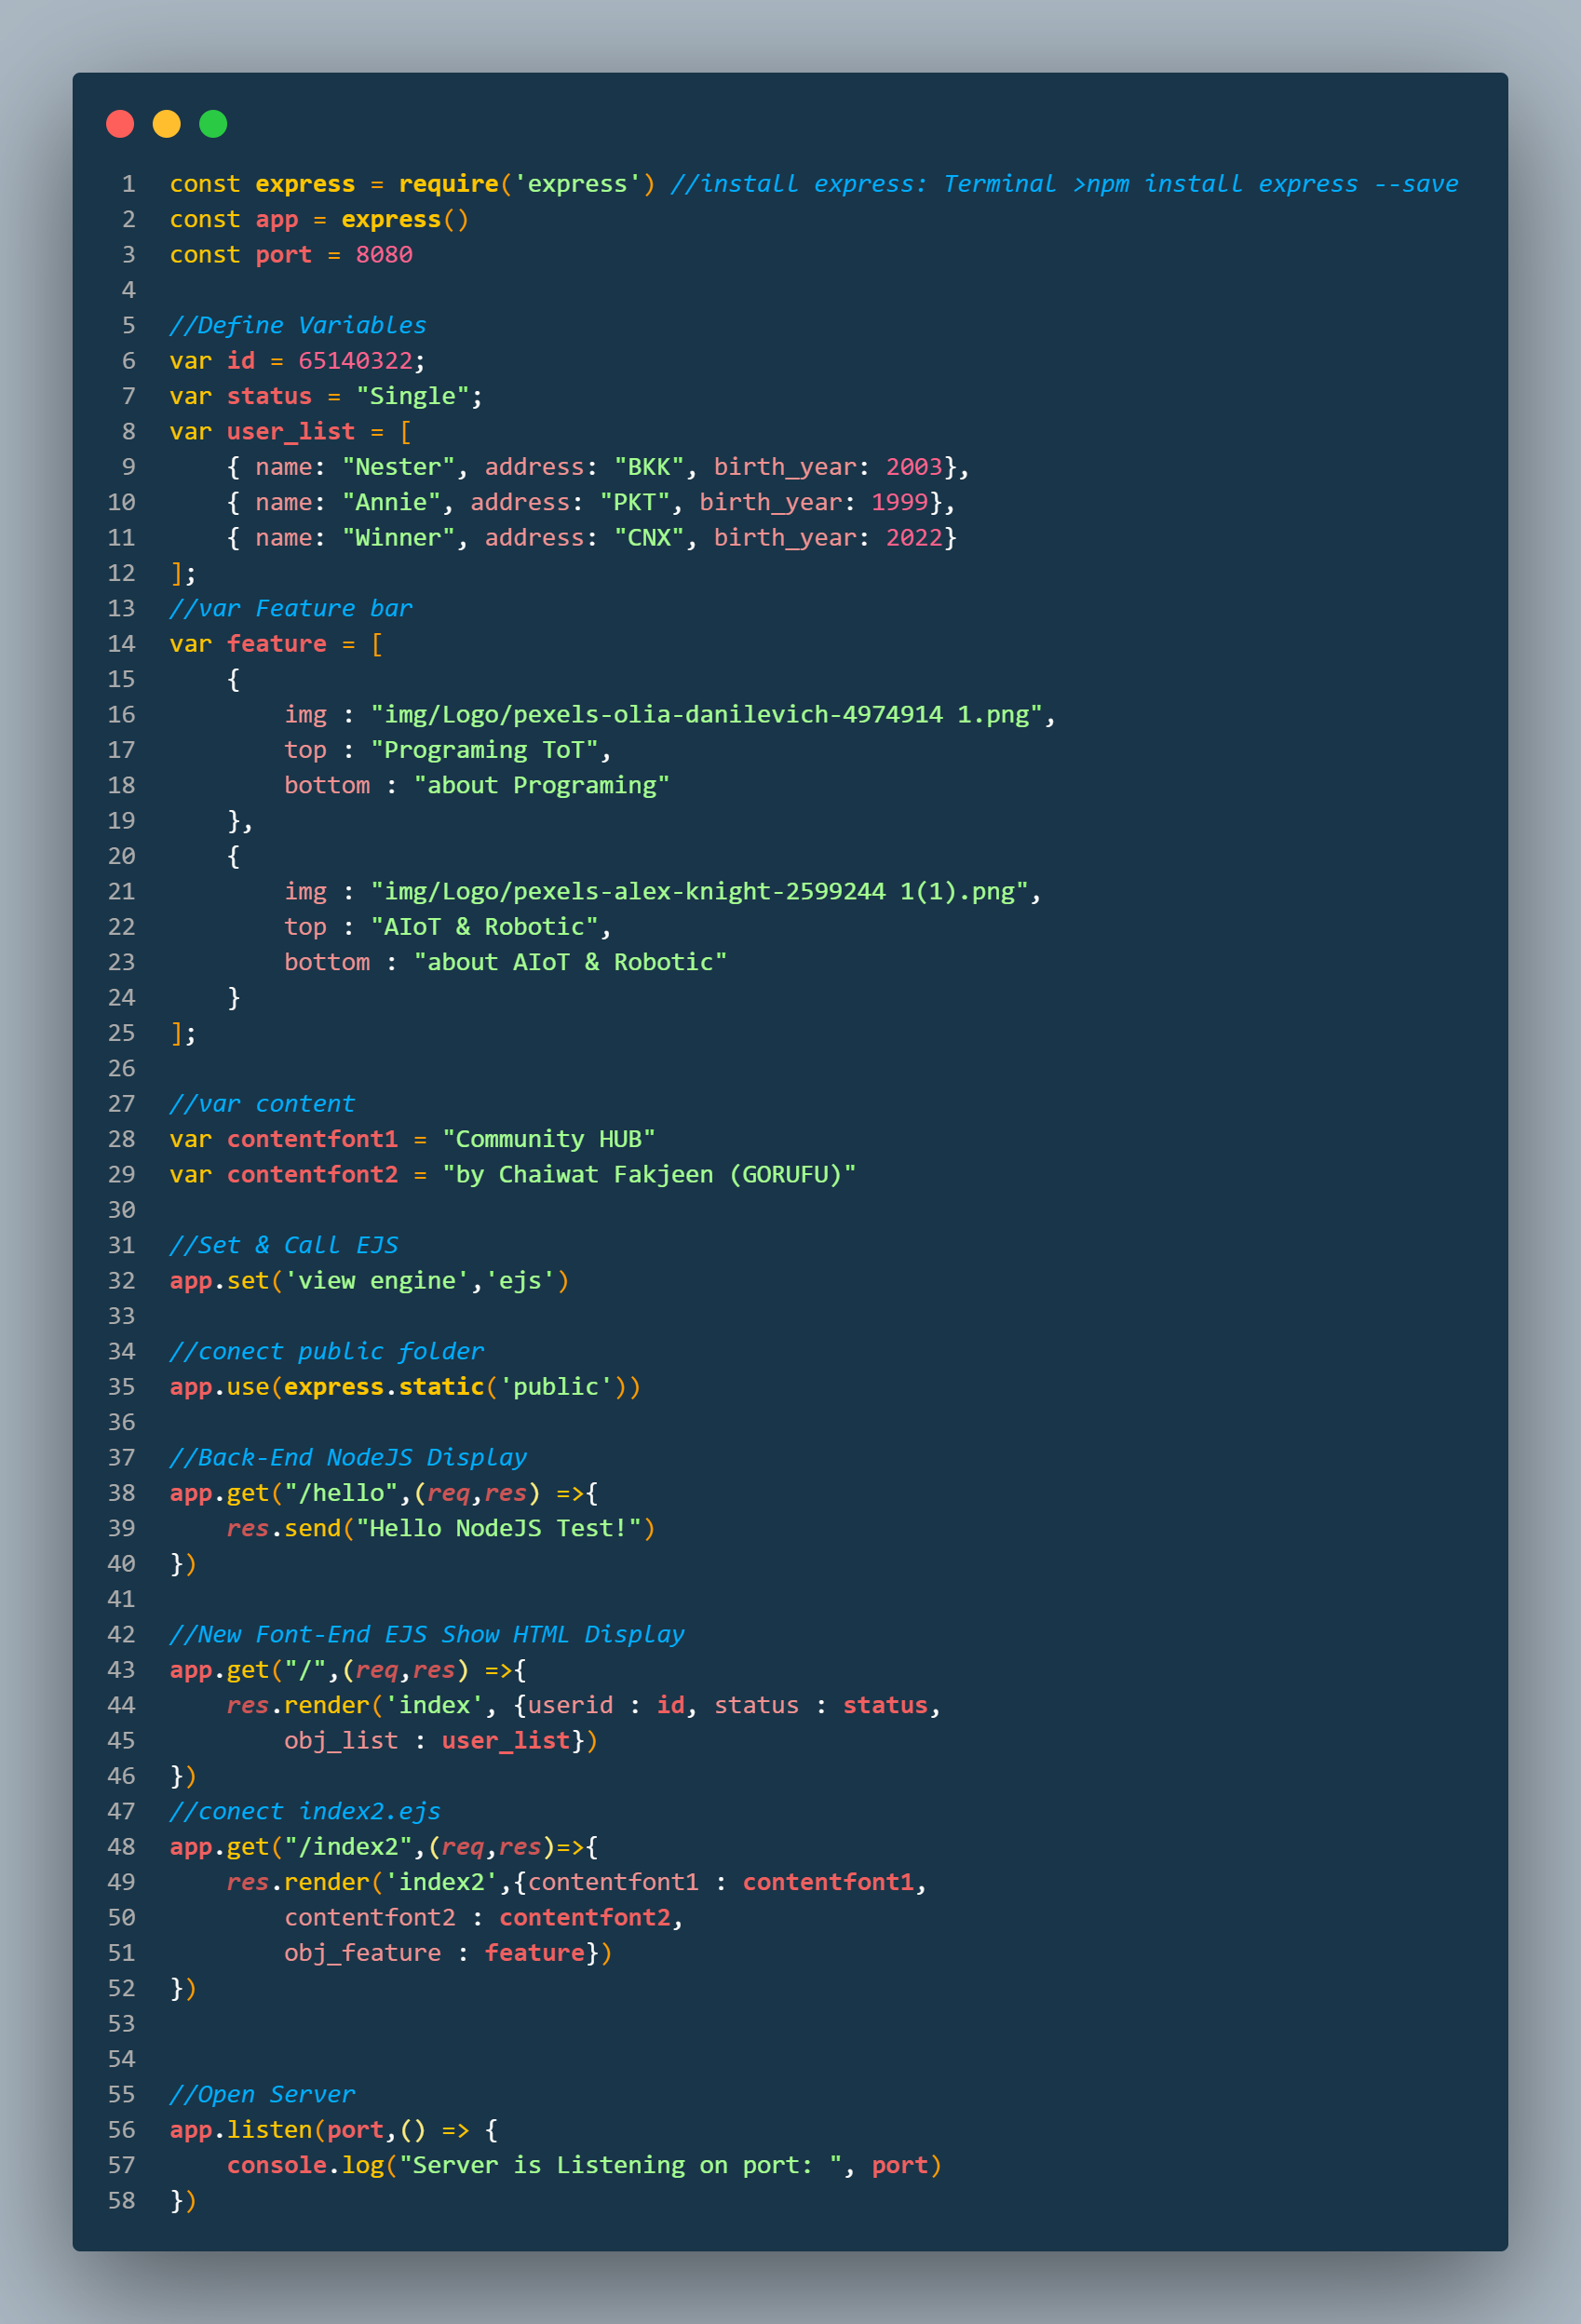 1 const express = require('express') //install express: Terminal >npm install express --save
2 const app = express()
3 const port = 8080
4
5 //Define Variables
6 var id = 65140322;
7 var status = "Single";
8 var user_list = [
9     { name: "Nester", address: "BKK", birth_year: 2003},
10     { name: "Annie", address: "PKT", birth_year: 1999},
11     { name: "Winner", address: "CNX", birth_year: 2022}
12 ];
13 //var Feature bar
14 var feature = [
15     {
16         img : "img/Logo/pexels-olia-danilevich-4974914 1.png",
17         top : "Programing ToT",
18         bottom : "about Programing"
19     },
20     {
21         img : "img/Logo/pexels-alex-knight-2599244 1(1).png",
22         top : "AIoT & Robotic",
23         bottom : "about AIoT & Robotic"
24     }
25 ];
26
27 //var content
28 var contentfont1 = "Community HUB"
29 var contentfont2 = "by Chaiwat Fakjeen (GORUFU)"
30
31 //Set & Call EJS
32 app.set('view engine','ejs')
33
34 //conect public folder
35 app.use(express.static('public'))
36
37 //Back-End NodeJS Display
38 app.get("/hello",(req,res) =>{
39     res.send("Hello NodeJS Test!")
40 })
41
42 //New Font-End EJS Show HTML Display
43 app.get("/",(req,res) =>{
44     res.render('index', {userid : id, status : status,
45         obj_list : user_list})
46 })
47 //conect index2.ejs
48 app.get("/index2",(req,res)=>{
49     res.render('index2',{contentfont1 : contentfont1,
50         contentfont2 : contentfont2,
51         obj_feature : feature})
52 })
53
54
55 //Open Server
56 app.listen(port,() => {
57     console.log("Server is Listening on port: ", port)
58 })